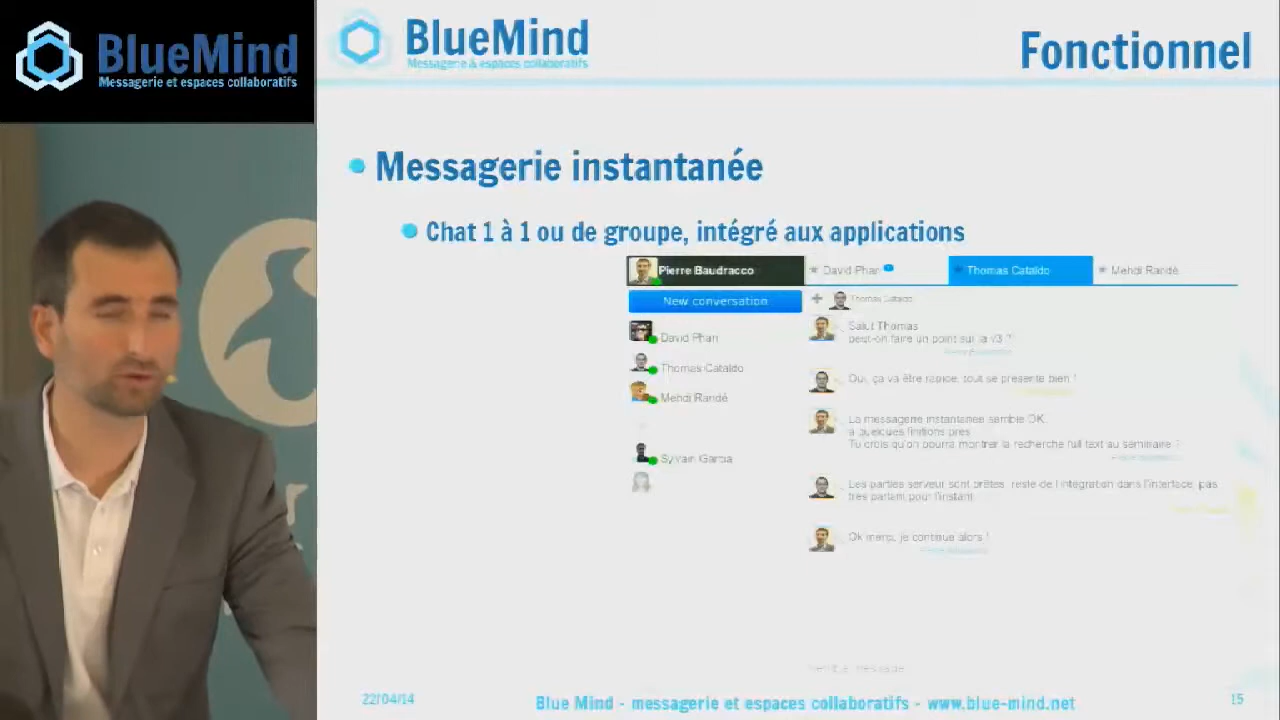 BlueMind
Messagerie et espaces collaboratifs
BlueMind
Messagerie & espaces collaboratifs
Fonctionnel
Messagerie instantanée
Chat 1 à 1 ou de groupe, intégré aux applications
Pierre Baudracco
David Phan
Thomas Cataldo
Mehdi Randé
New conversation
Thomas Cataldo
David Phan
Thomas Cataldo
Mehdi Randé
Sylvain Garcia
Salut Thomas
peut-on faire un point sur la v3 ?
Oui, ça va être rapide, tout se présente bien !
La messagerie instantanée semble OK,
à quelques finitions près
Tu crois qu'on pourra montrer la recherche full text au séminaire ?
Les parties serveur sont prêtes, reste de l'intégration dans l'interface, pas
très parlant pour l'instant
Ok merci, je continue alors !
message
22/04/14
Blue Mind - messagerie et espaces collaboratifs - www.blue-mind.net
15